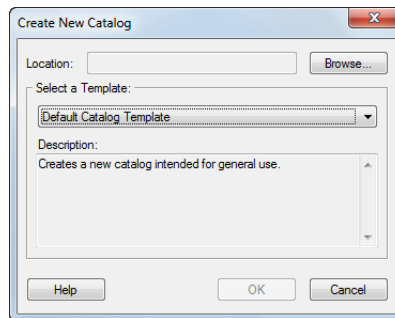 Create New Catalog
Location:
Browse...
Select a Template:
Default Catalog Template
Description:
Creates a new catalog intended for general use.
Help
OK
Cancel